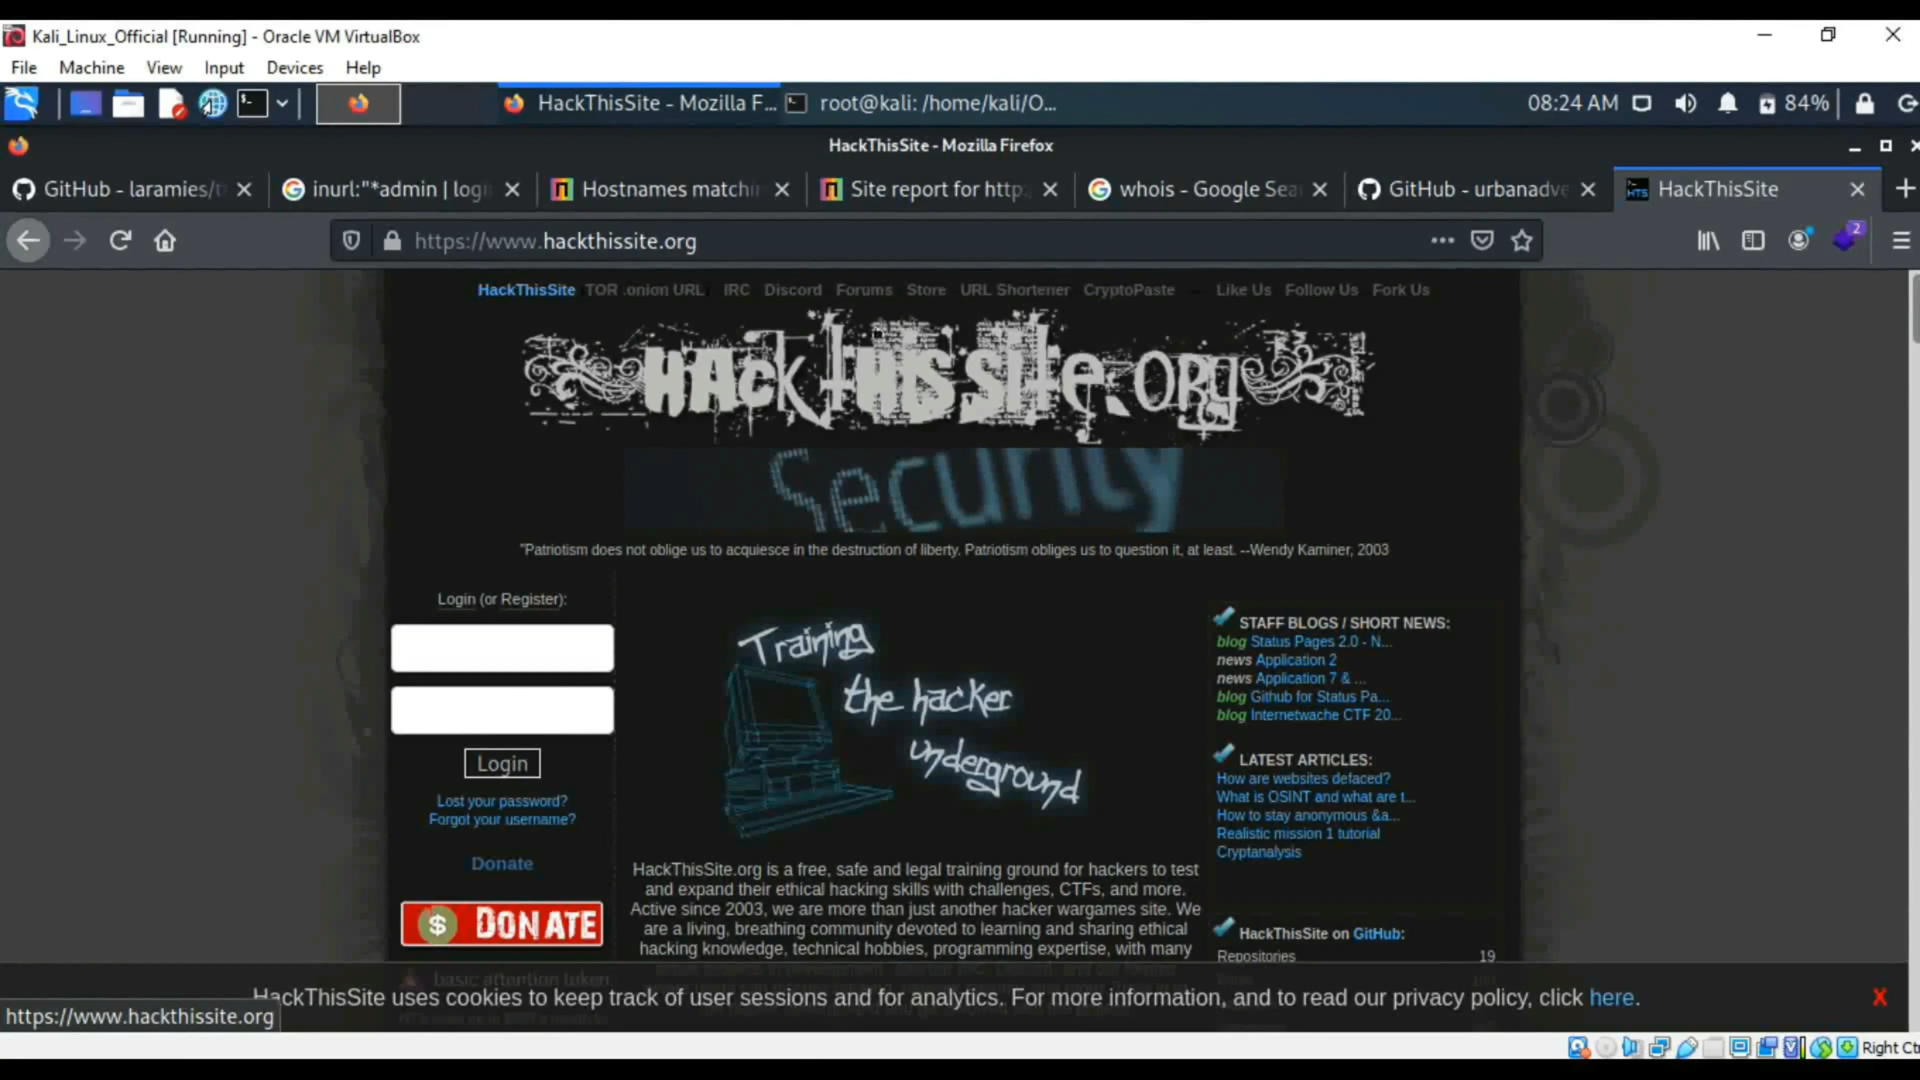 Kali_Linux_Official [Running] - Oracle VM VirtualBox
File Machine View Input Devices Help
HackThisSite - Mozilla F... root@kali: /home/kali/O... 08:24 AM 84%
HackThisSite - Mozilla Firefox
GitHub - laramies/t inurl:"*admin | logi Hostnames matchi Site report for http: whois - Google Sea GitHub - urbanadve HackThisSite
https://www.hackthissite.org 2
HackThisSite TOR .onion URL IRC Discord Forums Store URL Shortener CryptoPaste Like Us Follow Us Fork Us
HackThisSite.ORG
Security
"Patriotism does not oblige us to acquiesce in the destruction of liberty. Patriotism obliges us to question it, at least. --Wendy Kaminer, 2003
Login (or Register):
Login
Lost your password?
Forgot your username?
Donate
$ DONATE
basic attention token
Training
the hacker
underground
HackThisSite.org is a free, safe and legal training ground for hackers to test
and expand their ethical hacking skills with challenges, CTFs, and more.
Active since 2003, we are more than just another hacker wargames site. We
are a living, breathing community devoted to learning and sharing ethical
hacking knowledge, technical hobbies, programming expertise, with many
STAFF BLOGS / SHORT NEWS:
blog Status Pages 2.0 - N...
news Application 2
news Application 7 & ...
blog Github for Status Pa...
blog Internetwache CTF 20...
LATEST ARTICLES:
How are websites defaced?
What is OSINT and what are t...
How to stay anonymous &a...
Realistic mission 1 tutorial
Cryptanalysis
HackThisSite on GitHub:
Repositories 19
HackThisSite uses cookies to keep track of user sessions and for analytics. For more information, and to read our privacy policy, click here. X
https://www.hackthissite.org
Right Ct